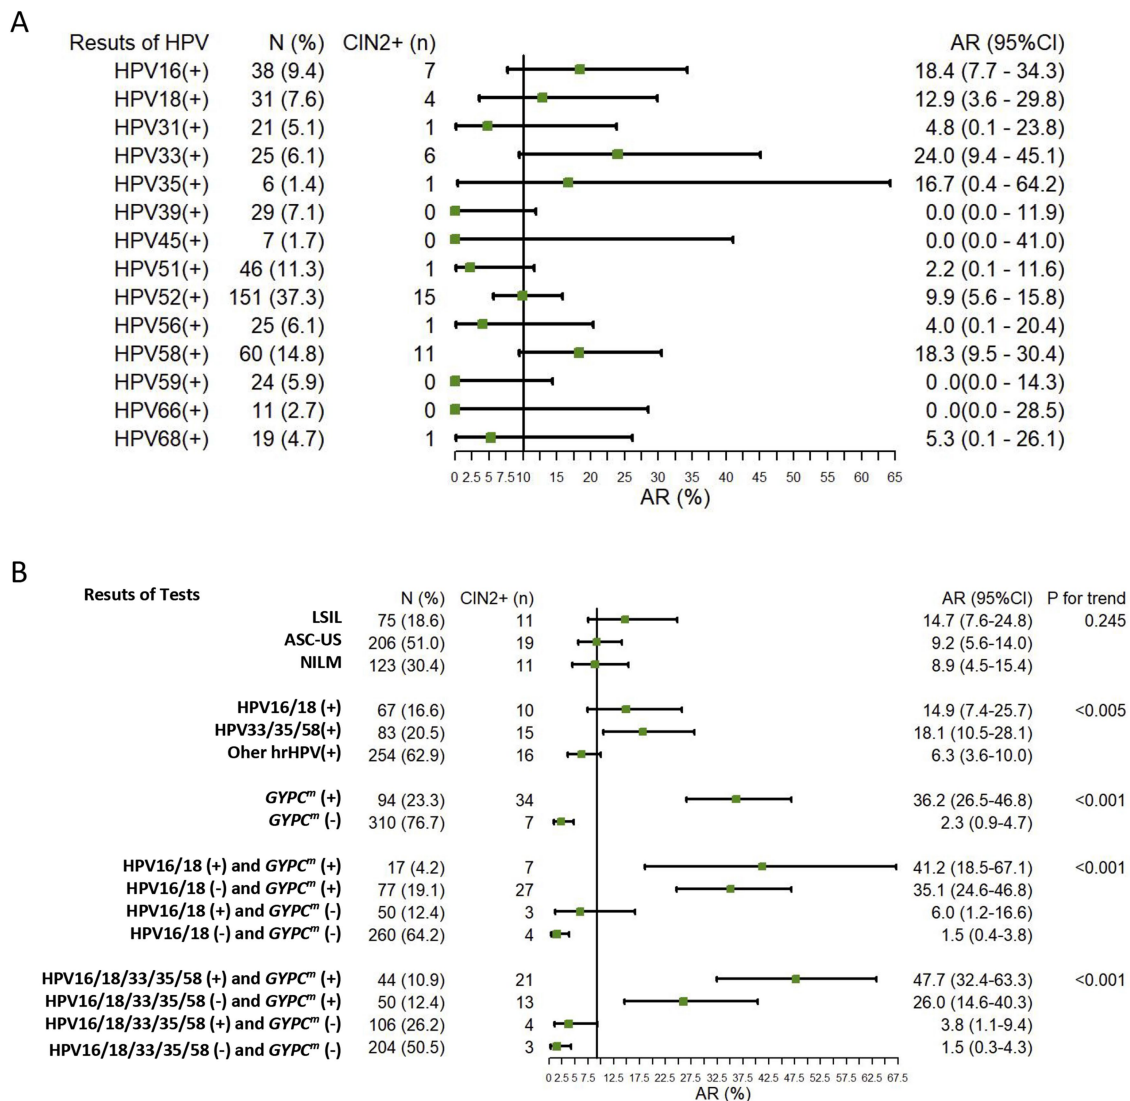 A
Resuts of HPV N (%) CIN2+ (n) AR (95%CI)
HPV16(+) 38 (9.4) 7 18.4 (7.7 - 34.3)
HPV18(+) 31 (7.6) 4 12.9 (3.6 - 29.8)
HPV31(+) 21 (5.1) 1 4.8 (0.1 - 23.8)
HPV33(+) 25 (6.1) 6 24.0 (9.4 - 45.1)
HPV35(+) 6 (1.4) 1 16.7 (0.4 - 64.2)
HPV39(+) 29 (7.1) 0 0.0 (0.0 - 11.9)
HPV45(+) 7 (1.7) 0 0.0 (0.0 - 41.0)
HPV51(+) 46 (11.3) 1 2.2 (0.1 - 11.6)
HPV52(+) 151 (37.3) 15 9.9 (5.6 - 15.8)
HPV56(+) 25 (6.1) 1 4.0 (0.1 - 20.4)
HPV58(+) 60 (14.8) 11 18.3 (9.5 - 30.4)
HPV59(+) 24 (5.9) 0 0 .0(0.0 - 14.3)
HPV66(+) 11 (2.7) 0 0 .0(0.0 - 28.5)
HPV68(+) 19 (4.7) 1 5.3 (0.1 - 26.1)
0 2.5 5 7.5 10 15 20 25 30 35 40 45 50 55 60 65
AR (%)
B
Resuts of Tests N (%) CIN2+ (n) AR (95%CI) P for trend
LSIL 75 (18.6) 11 14.7 (7.6-24.8) 0.245
ASC-US 206 (51.0) 19 9.2 (5.6-14.0)
NILM 123 (30.4) 11 8.9 (4.5-15.4)
HPV16/18 (+) 67 (16.6) 10 14.9 (7.4-25.7) <0.005
HPV33/35/58(+) 83 (20.5) 15 18.1 (10.5-28.1)
Oher hrHPV(+) 254 (62.9) 16 6.3 (3.6-10.0)
GYPCᵐ (+) 94 (23.3) 34 36.2 (26.5-46.8) <0.001
GYPCᵐ (-) 310 (76.7) 7 2.3 (0.9-4.7)
HPV16/18 (+) and GYPCᵐ (+) 17 (4.2) 7 41.2 (18.5-67.1) <0.001
HPV16/18 (-) and GYPCᵐ (+) 77 (19.1) 27 35.1 (24.6-46.8)
HPV16/18 (+) and GYPCᵐ (-) 50 (12.4) 3 6.0 (1.2-16.6)
HPV16/18 (-) and GYPCᵐ (-) 260 (64.2) 4 1.5 (0.4-3.8)
HPV16/18/33/35/58 (+) and GYPCᵐ (+) 44 (10.9) 21 47.7 (32.4-63.3) <0.001
HPV16/18/33/35/58 (-) and GYPCᵐ (+) 50 (12.4) 13 26.0 (14.6-40.3)
HPV16/18/33/35/58 (+) and GYPCᵐ (-) 106 (26.2) 4 3.8 (1.1-9.4)
HPV16/18/33/35/58 (-) and GYPCᵐ (-) 204 (50.5) 3 1.5 (0.3-4.3)
0 2.5 7.5 12.5 17.5 22.5 27.5 32.5 37.5 42.5 47.5 52.5 57.5 62.5 67.5
AR (%)